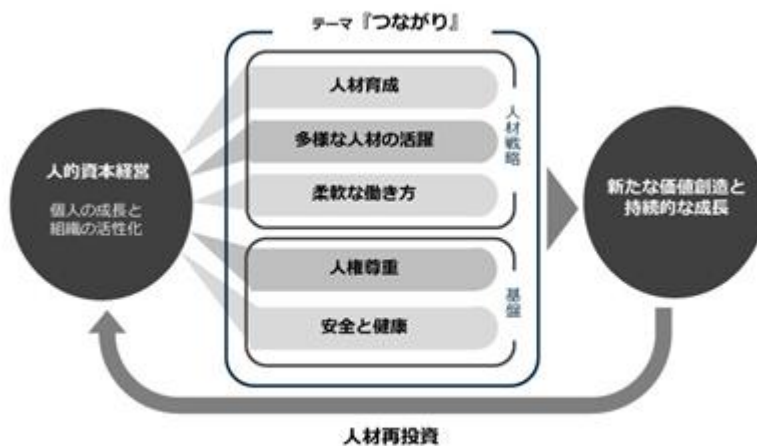 テーマ『つながり』
人材育成
多様な人材の活躍
柔軟な働き方
人材戦略
人権尊重
安全と健康
基盤
人的資本経営
個人の成長と
組織の活性化
新たな価値創造と
持続的な成長
人材再投資